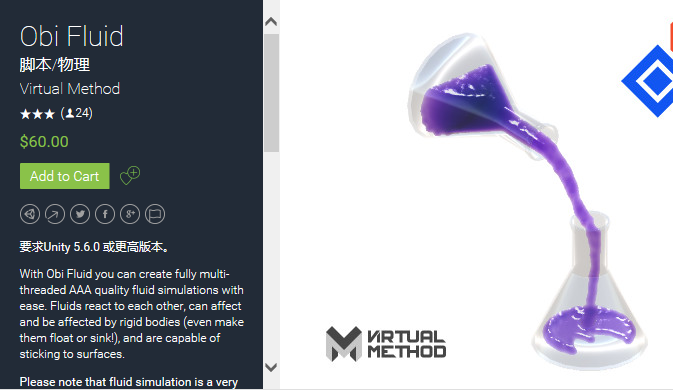 Obi Fluid
脚本/物理
Virtual Method
(24)
$60.00
Add to Cart
要求Unity 5.6.0 或更高版本。
With Obi Fluid you can create fully multi-
threaded AAA quality fluid simulations with
ease. Fluids react to each other, can affect
and be affected by rigid bodies (even make
them float or sink!), and are capable of
sticking to surfaces.
Please note that fluid simulation is a very
VIRTUAL
METHOD